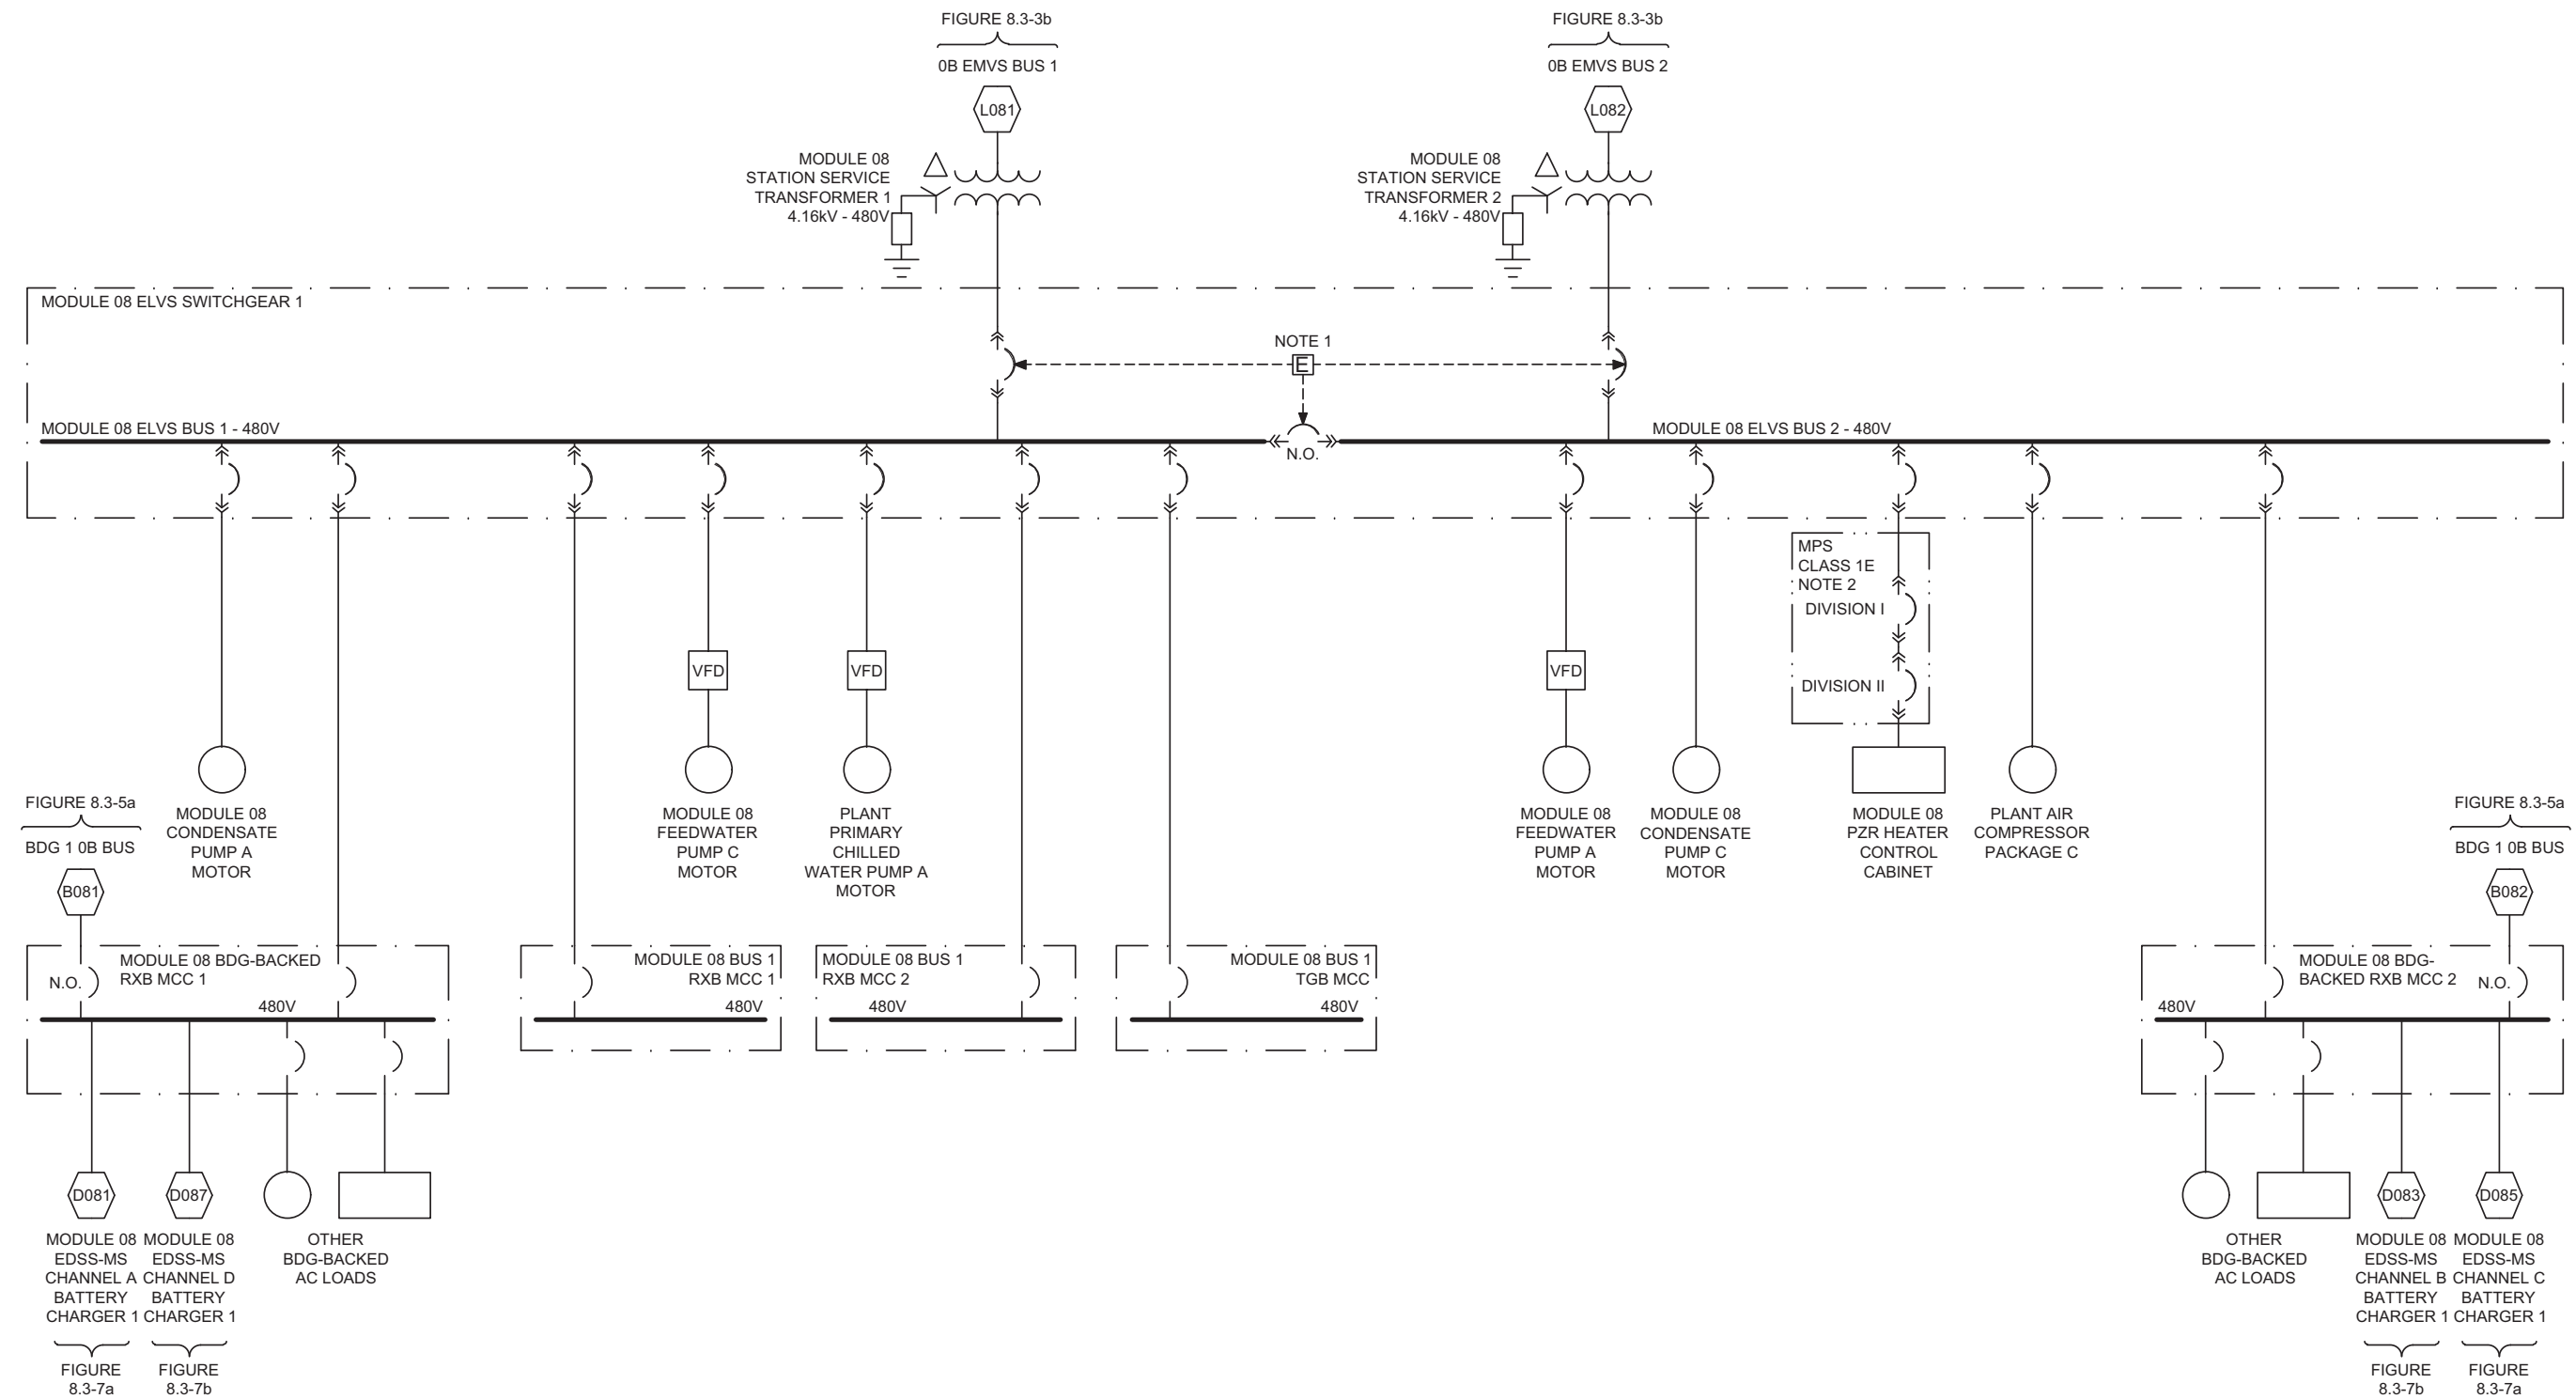 FIGURE 8.3-3b
0B EMVS BUS 1
L081
MODULE 08
STATION SERVICE
TRANSFORMER 1
4.16kV - 480V
FIGURE 8.3-3b
0B EMVS BUS 2
L082
MODULE 08
STATION SERVICE
TRANSFORMER 2
4.16kV - 480V
MODULE 08 ELVS SWITCHGEAR 1
NOTE 1
E
MODULE 08 ELVS BUS 1 - 480V
N.O.
MODULE 08 ELVS BUS 2 - 480V
MPS
CLASS 1E
NOTE 2
DIVISION I
DIVISION II
VFD
VFD
VFD
MODULE 08
CONDENSATE
PUMP A
MOTOR
MODULE 08
FEEDWATER
PUMP C
MOTOR
PLANT
PRIMARY
CHILLED
WATER PUMP A
MOTOR
MODULE 08
FEEDWATER
PUMP A
MOTOR
MODULE 08
CONDENSATE
PUMP C
MOTOR
MODULE 08
PZR HEATER
CONTROL
CABINET
PLANT AIR
COMPRESSOR
PACKAGE C
FIGURE 8.3-5a
BDG 1 0B BUS
B081
N.O.
MODULE 08 BDG-BACKED
RXB MCC 1
480V
MODULE 08 BUS 1
RXB MCC 1
480V
MODULE 08 BUS 1
RXB MCC 2
480V
MODULE 08 BUS 1
TGB MCC
480V
FIGURE 8.3-5a
BDG 1 0B BUS
B082
MODULE 08 BDG-
BACKED RXB MCC 2
N.O.
480V
D081
MODULE 08
EDSS-MS
CHANNEL A
BATTERY
CHARGER 1
FIGURE
8.3-7a
D087
MODULE 08
EDSS-MS
CHANNEL D
BATTERY
CHARGER 1
FIGURE
8.3-7b
OTHER
BDG-BACKED
AC LOADS
OTHER
BDG-BACKED
AC LOADS
D083
MODULE 08
EDSS-MS
CHANNEL B
BATTERY
CHARGER 1
FIGURE
8.3-7b
D085
MODULE 08
EDSS-MS
CHANNEL C
BATTERY
CHARGER 1
FIGURE
8.3-7a